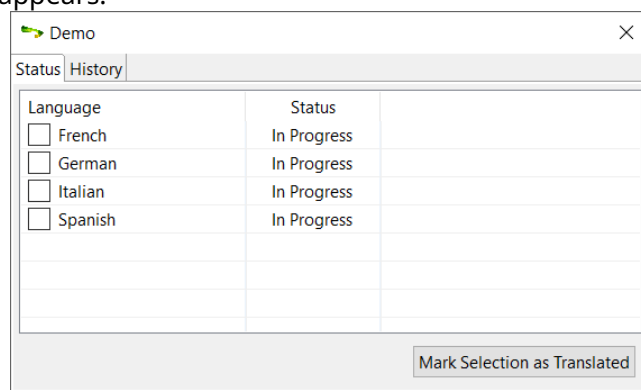 appears.
Demo
Status History
Language Status
French In Progress
German In Progress
Italian In Progress
Spanish In Progress
Mark Selection as Translated